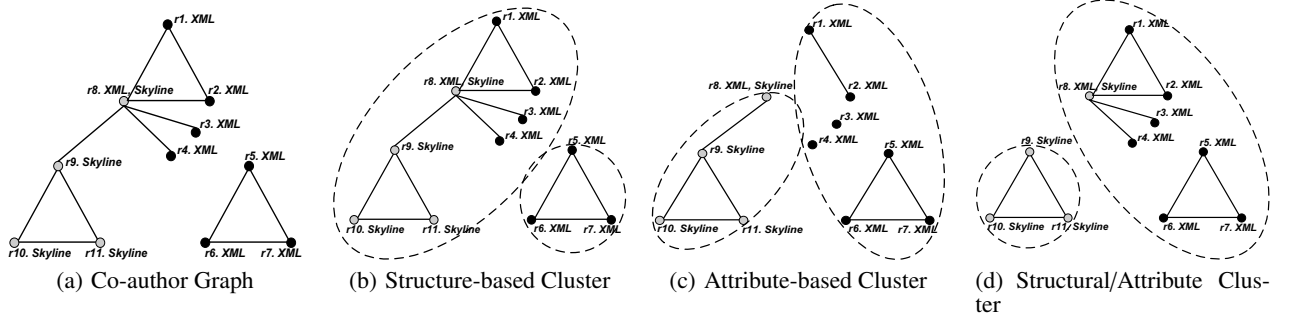 r1. XML
r8. XML, Skyline
r2. XML
r3. XML
r4. XML
r9. Skyline
r5. XML
r10. Skyline
r11. Skyline
r6. XML
r7. XML
(a) Co-author Graph
r1. XML
r8. XML, Skyline
r2. XML
r3. XML
r4. XML
r5. XML
r9. Skyline
r10. Skyline
r11. Skyline
r6. XML
r7. XML
(b) Structure-based Cluster
r1. XML
r8. XML, Skyline
r2. XML
r3. XML
r4. XML
r9. Skyline
r5. XML
r10. Skyline
r11. Skyline
r6. XML
r7. XML
(c) Attribute-based Cluster
r1. XML
r8. XML, Skyline
r2. XML
r3. XML
r4. XML
r9. Skyline
r5. XML
r10. Skyline
r11. Skyline
r6. XML
r7. XML
(d) Structural/Attribute Clus-
ter